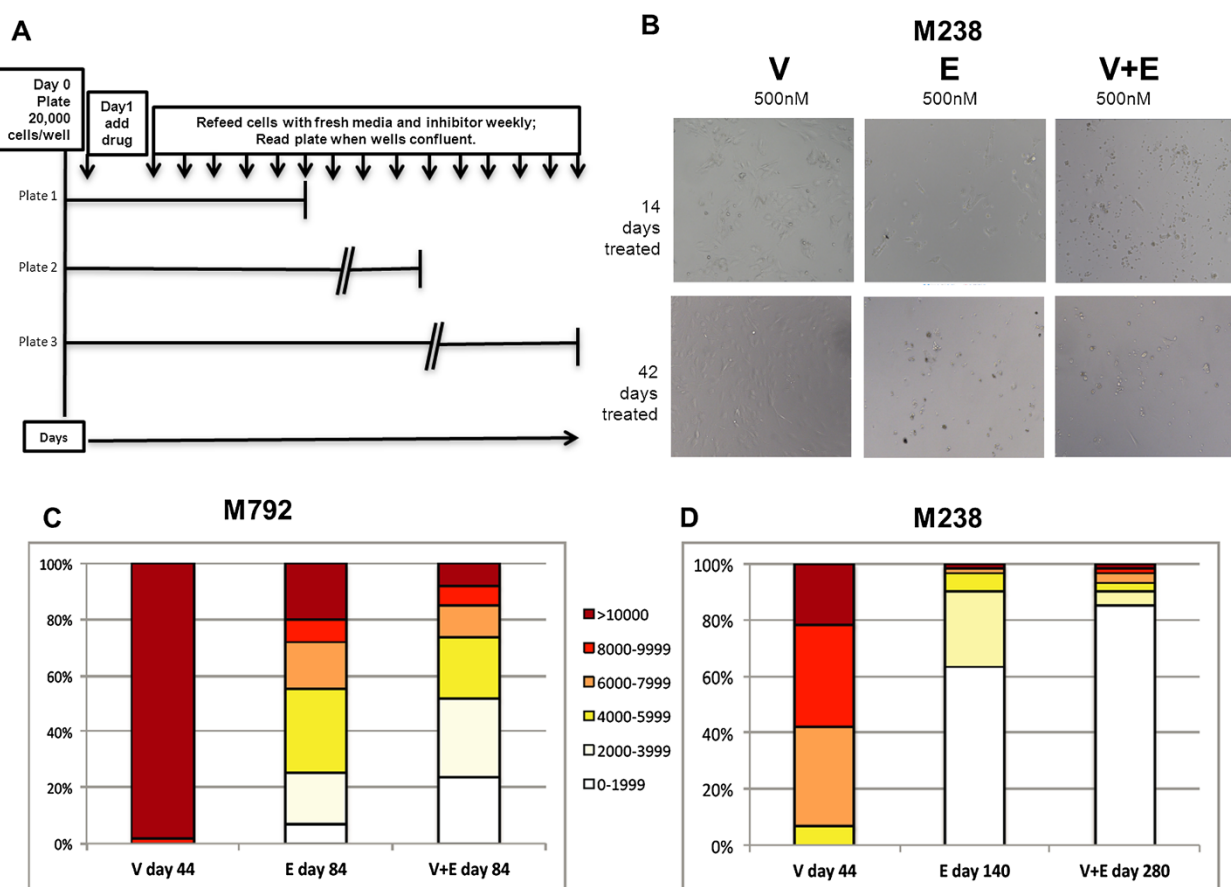 A
Day 0
Plate
20,000
cells/well
Day1
add
drug
Refeed cells with fresh media and inhibitor weekly;
Read plate when wells confluent.
Plate 1
Plate 2
Plate 3
Days
B
M238
V E V+E
500nM 500nM 500nM
14
days
treated
42
days
treated
C
M792
100%
80%
60%
40%
20%
0%
V day 44 E day 84 V+E day 84
>10000
8000-9999
6000-7999
4000-5999
2000-3999
0-1999
D
M238
100%
80%
60%
40%
20%
0%
V day 44 E day 140 V+E day 280